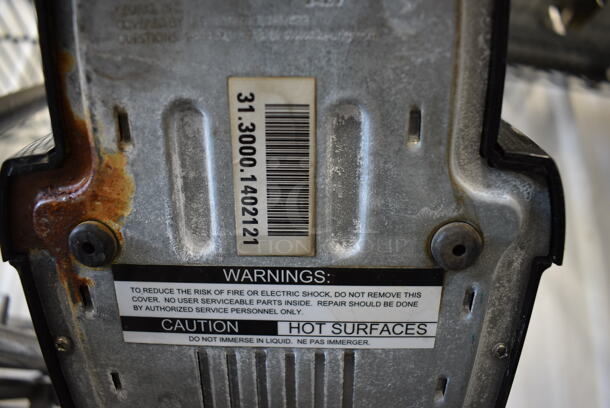 31.3000.1402121
WARNINGS:
TO REDUCE THE RISK OF FIRE OR ELECTRIC SHOCK, DO NOT REMOVE THIS
COVER. NO USER SERVICEABLE PARTS INSIDE. REPAIR SHOULD BE DONE
BY AUTHORIZED SERVICE PERSONNEL ONLY.
CAUTION HOT SURFACES
DO NOT IMMERSE IN LIQUID. NE PAS IMMERGER.